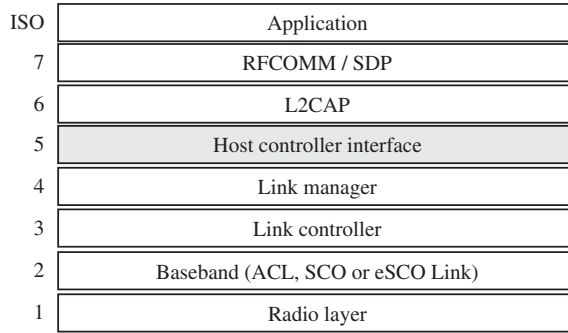 ISO Application
7 RFCOMM / SDP
6 L2CAP
5 Host controller interface
4 Link manager
3 Link controller
2 Baseband (ACL, SCO or eSCO Link)
1 Radio layer